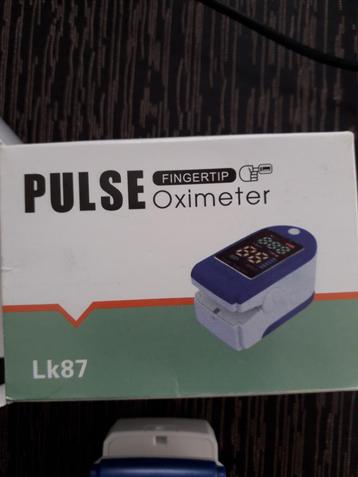 PULSE FINGERTIP
Oximeter
Lk87